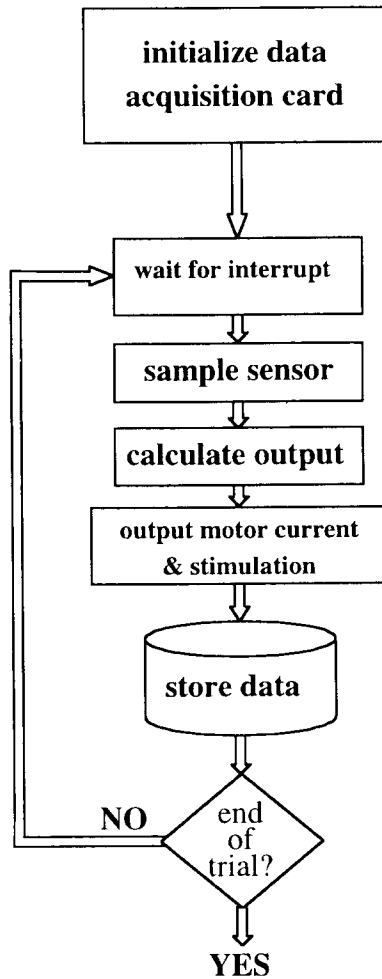 initialize data
acquisition card
wait for interrupt
sample sensor
calculate output
output motor current
& stimulation
store data
NO
end
of
trial?
YES